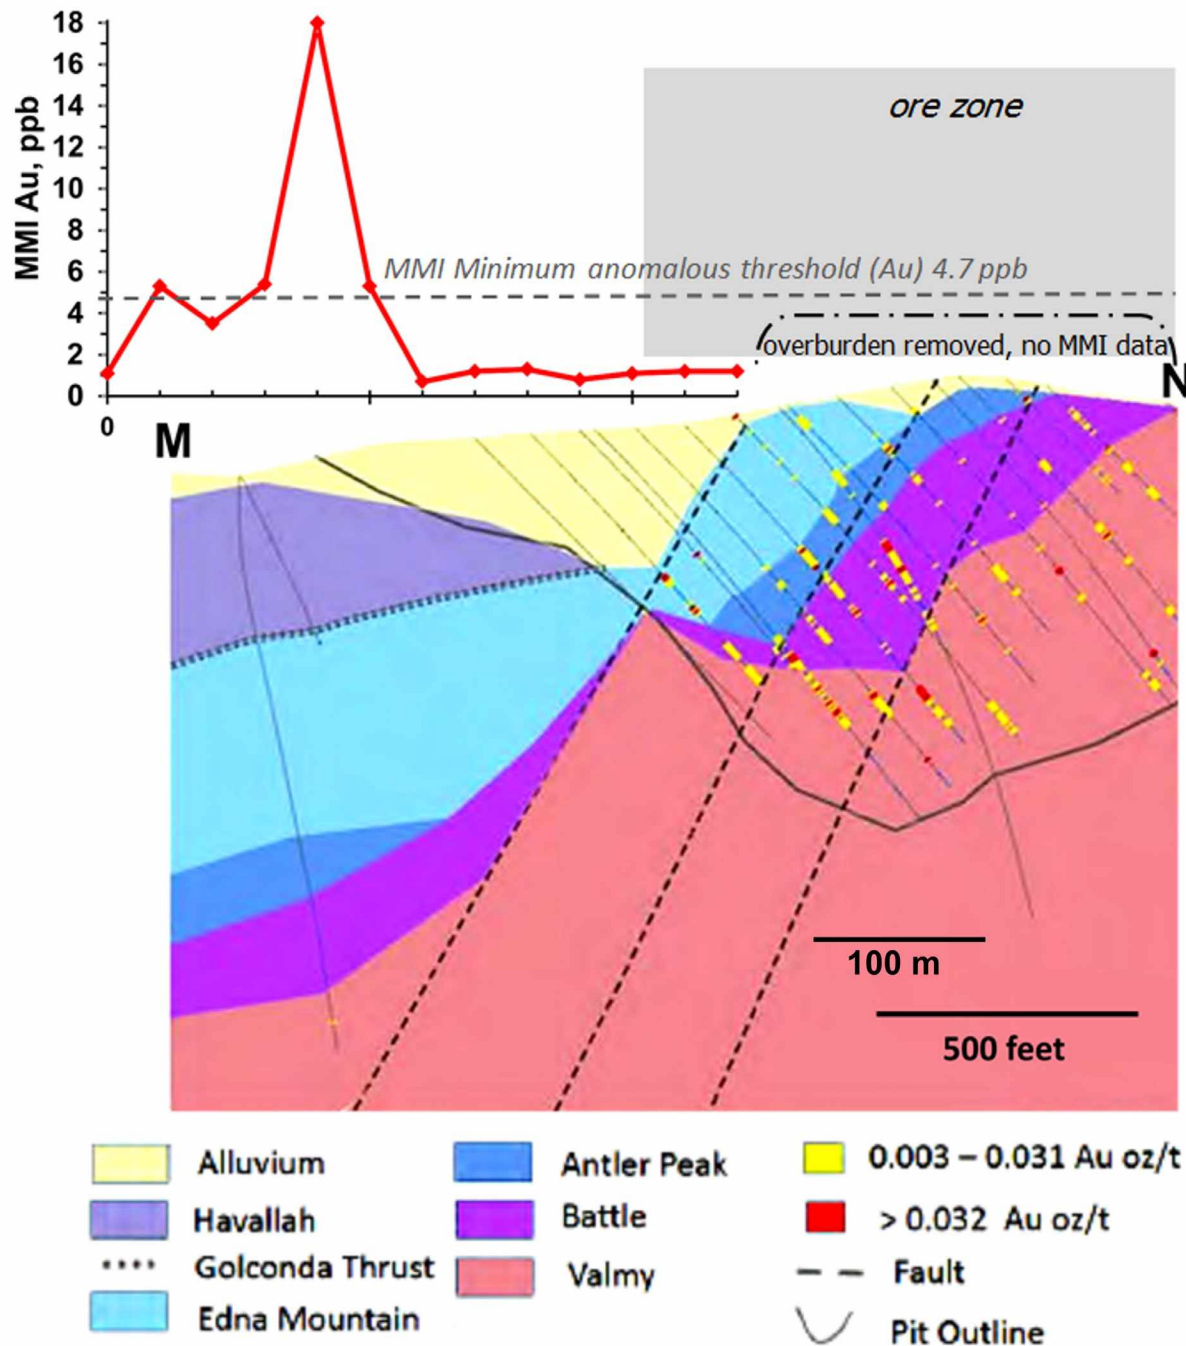 18
16
14
12
10
8
6
4
2
0
MMI Au, ppb
0
ore zone
MMI Minimum anomalous threshold (Au) 4.7 ppb
overburden removed, no MMI data
M
N
100 m
500 feet
Alluvium
Havallah
Golconda Thrust
Edna Mountain
Antler Peak
Battle
Valmy
0.003 – 0.031 Au oz/t
> 0.032 Au oz/t
Fault
Pit Outline